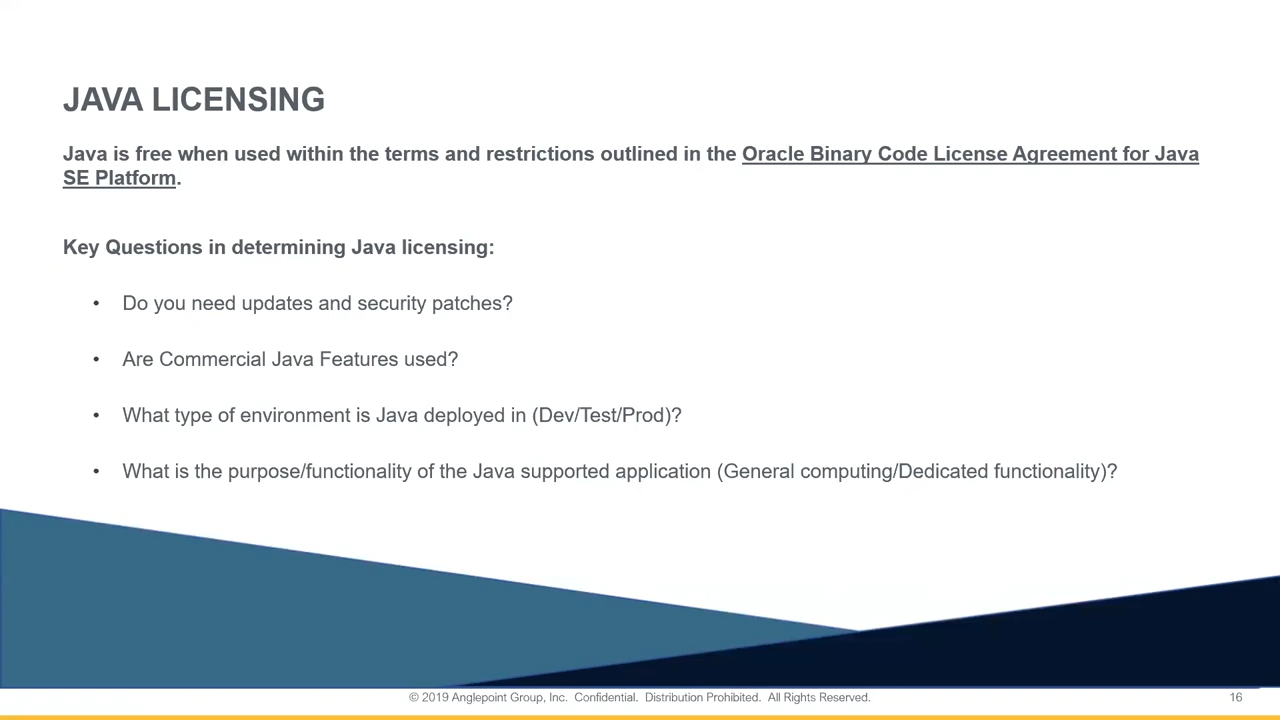 JAVA LICENSING
Java is free when used within the terms and restrictions outlined in the Oracle Binary Code License Agreement for Java
SE Platform.
Key Questions in determining Java licensing:
• Do you need updates and security patches?
• Are Commercial Java Features used?
• What type of environment is Java deployed in (Dev/Test/Prod)?
• What is the purpose/functionality of the Java supported application (General computing/Dedicated functionality)?
© 2019 Anglepoint Group, Inc. Confidential. Distribution Prohibited. All Rights Reserved.
16